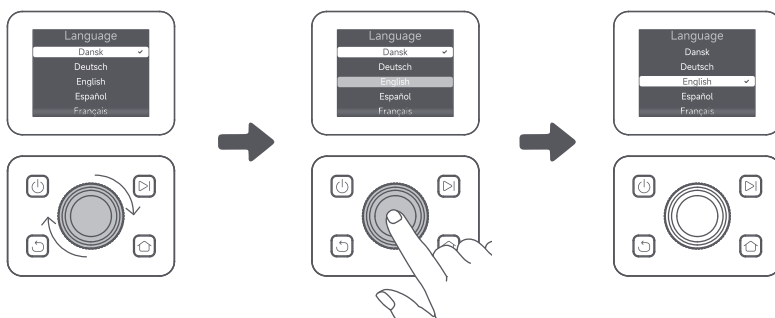 Language
Dansk
Deutsch
English
Español
Français
Language
Dansk
Deutsch
English
Español
Français
Language
Dansk
Deutsch
English
Español
Français